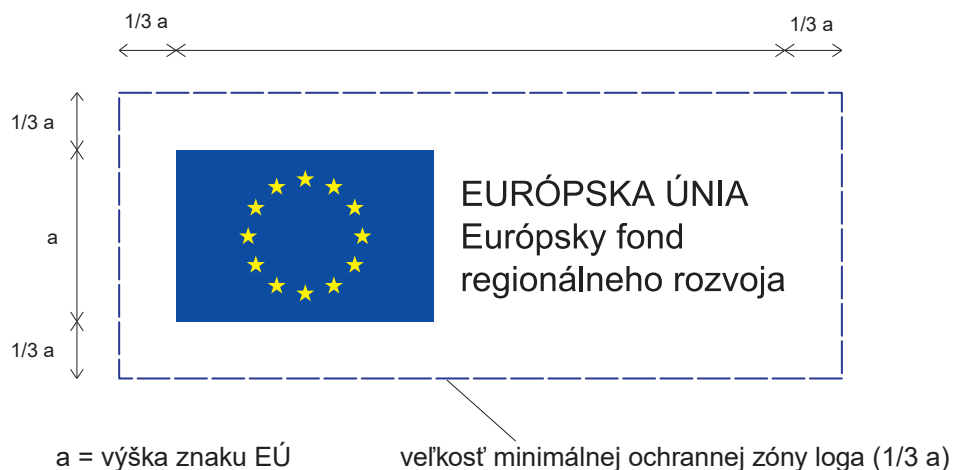 1/3 a
1/3 a
1/3 a
a
1/3 a
EURÓPSKA ÚNIA
Európsky fond
regionálneho rozvoja
a = výška znaku EÚ
veľkosť minimálnej ochrannej zóny loga (1/3 a)